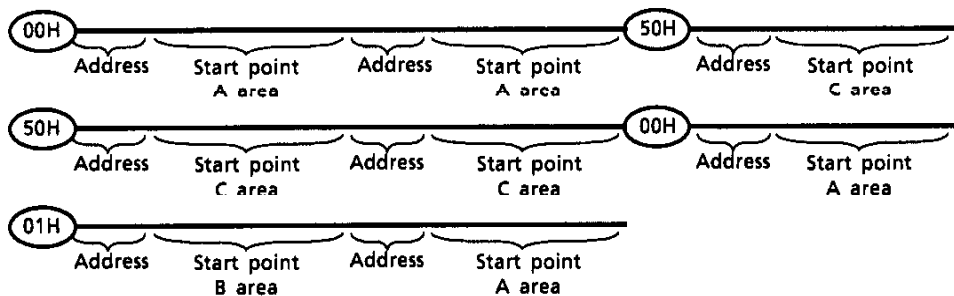 00H 50H
Address Start point Address Start point Address Start point
A area A area C area
50H 00H
Address Start point Address Start point Address Start point
C area C area A area
01H
Address Start point Address Start point
B area A area